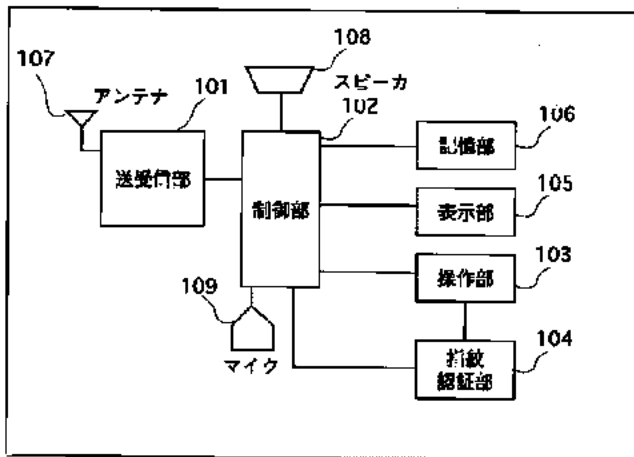 108
107
アンテナ
101
スピーカ
102
106
送受信部
制御部
記憶部
105
表示部
103
操作部
109
マイク
104
指紋
認証部